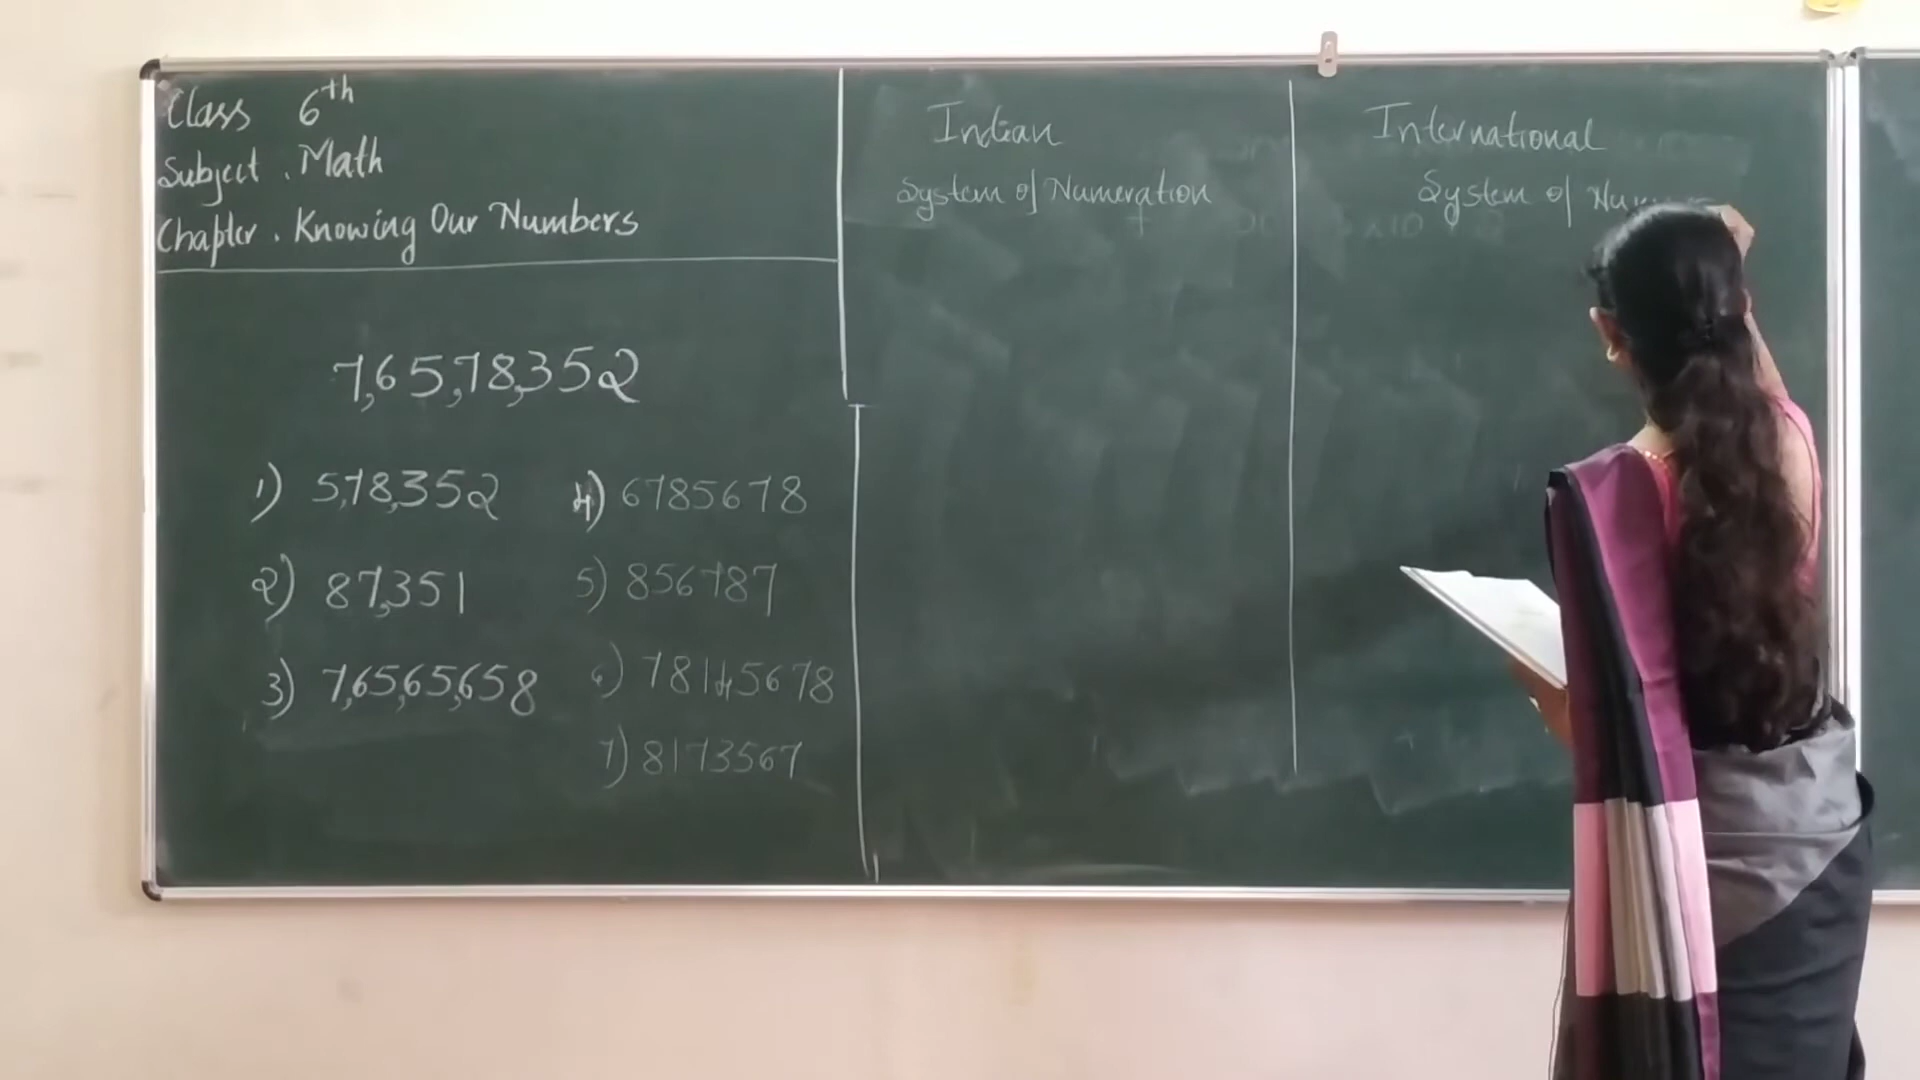 Class 6th
Subject . Math
Chapter . Knowing Our Numbers
7,65,78,352
1) 5,78,352
2) 87,351
3) 7,65,65,658
4) 6785678
5) 856787
6) 78145678
7) 8173567
Indian
System of Numeration
International
System of